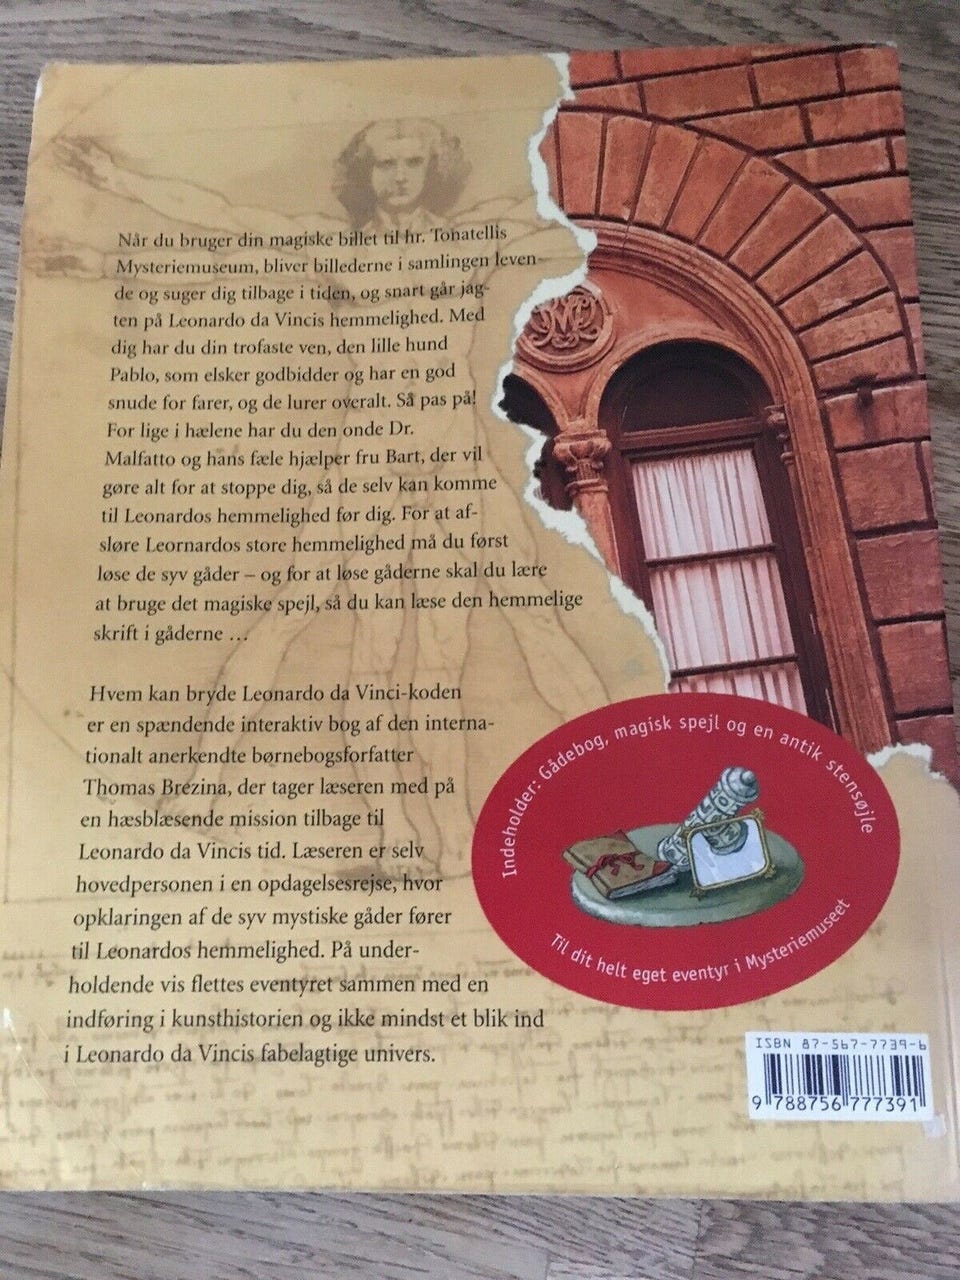 Når du bruger din magiske billet til hr. Tonatellis
Mysteriemuseum, bliver billederne i samlingen leven-
de og suger dig tilbage i tiden, og snart går jag-
ten på Leonardo da Vincis hemmelighed. Med
dig har du din trofaste ven, den lille hund
Pablo, som elsker godbidder og har en god
snude for farer, og de lurer overalt. Så pas på!
For lige i hælene har du den onde Dr.
Malfatto og hans fæle hjælper fru Bart, der vil
gøre alt for at stoppe dig, så de selv kan komme
til Leonardos hemmelighed før dig. For at af-
sløre Leornardos store hemmelighed må du først
løse de syv gåder – og for at løse gåderne skal du lære
at bruge det magiske spejl, så du kan læse den hemmelige
skrift i gåderne ...
Hvem kan bryde Leonardo da Vinci-koden
er en spændende interaktiv bog af den interna-
tionalt anerkendte børnebogsforfatter
Thomas Brezina, der tager læseren med på
en hæsblæsende mission tilbage til
Leonardo da Vincis tid. Læseren er selv
hovedpersonen i en opdagelsesrejse, hvor
opklaringen af de syv mystiske gåder fører
til Leonardos hemmelighed. På under-
holdende vis flettes eventyret sammen med en
indføring i kunsthistorien og ikke mindst et blik ind
i Leonardo da Vincis fabelagtige univers.
Indeholder: Gådebog, magisk spejl og en antik stensøjle
Til dit helt eget eventyr i Mysteriemuseet
ISBN 87-567-7739-6
9 788756 777391